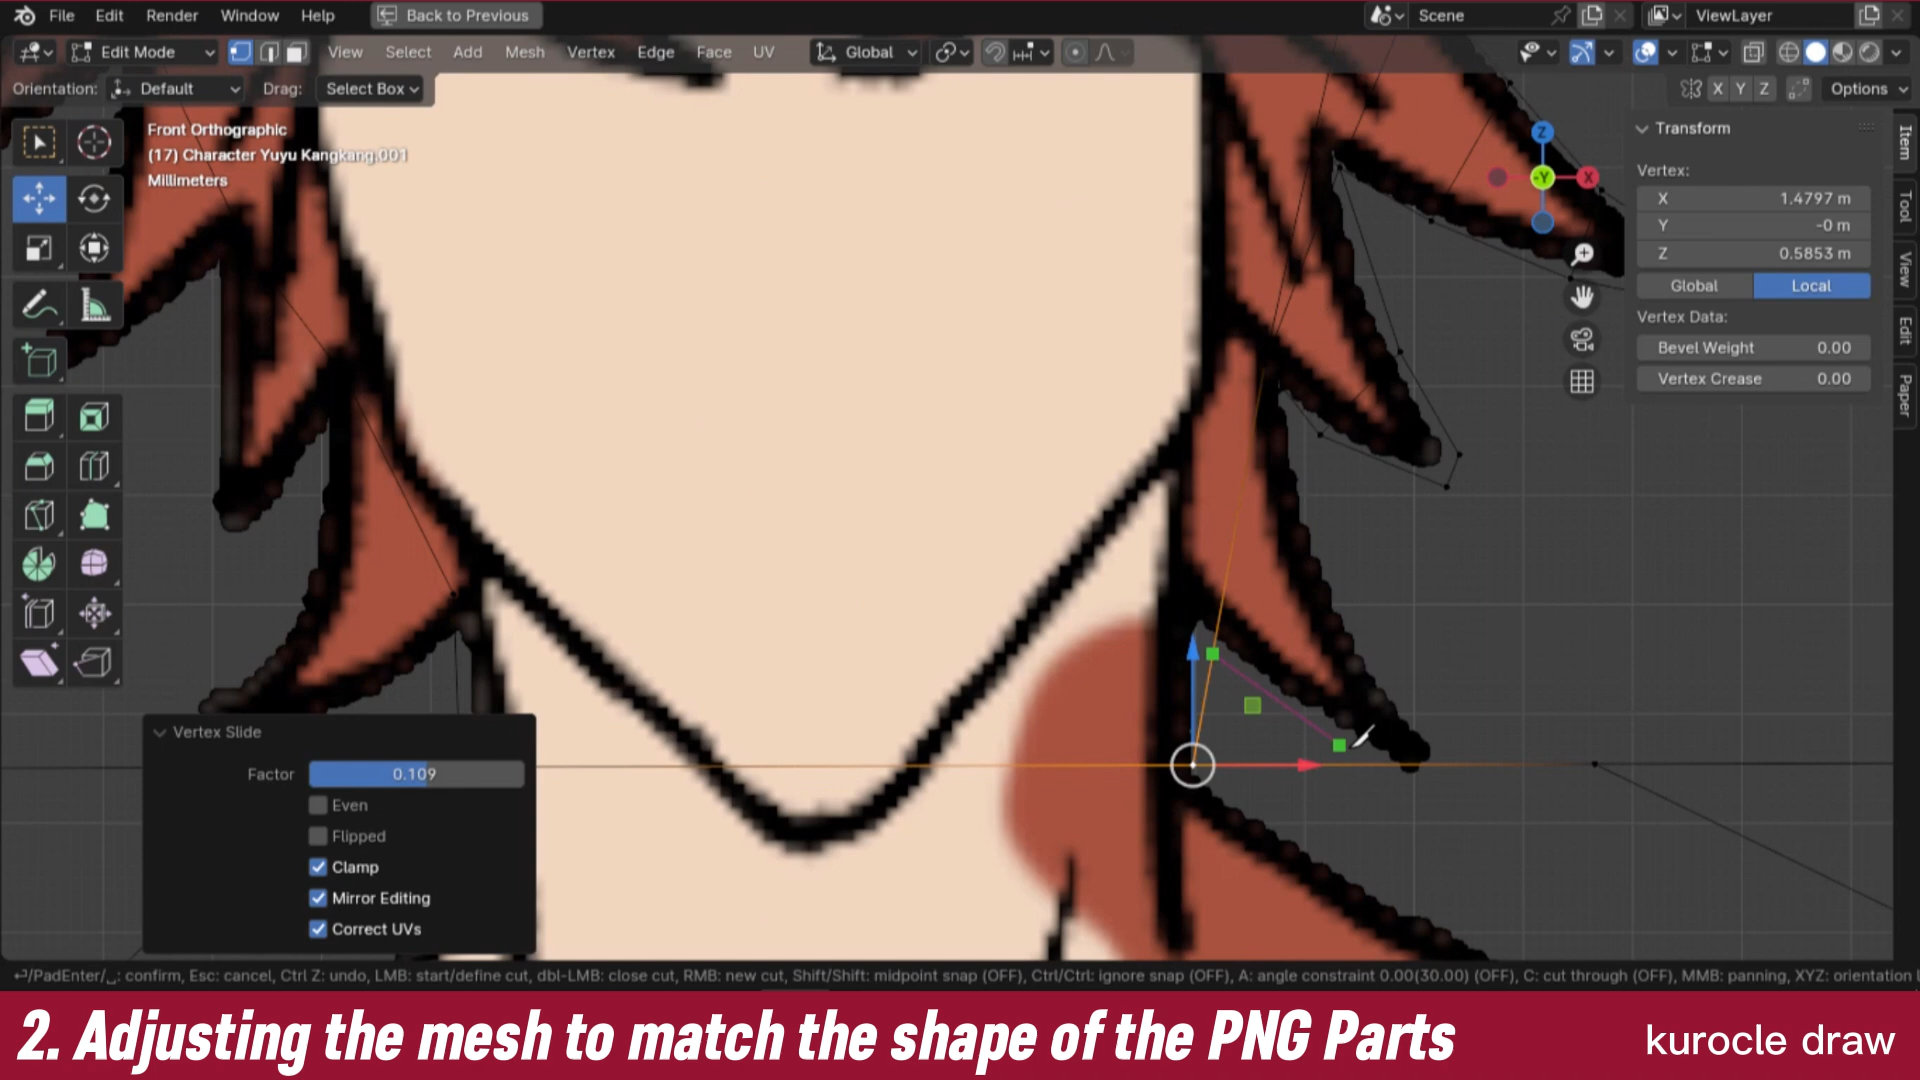 File Edit Render Window Help Back to Previous Scene ViewLayer
Edit Mode View Select Add Mesh Vertex Edge Face UV Global
Orientation: Default Drag: Select Box X Y Z Options
Front Orthographic
(17) Character Yuyu Kangkang.001
Millimeters
Z
-Y
X
Transform
Vertex:
X 1.4797 m
Y -0 m
Z 0.5853 m
Global Local
Vertex Data:
Bevel Weight 0.00
Vertex Crease 0.00
Item
Tool
View
Edit
Paper
Vertex Slide
Factor 0.109
Even
Flipped
Clamp
Mirror Editing
Correct UVs
⏎/PadEnter/␣: confirm, Esc: cancel, Ctrl Z: undo, LMB: start/define cut, dbl-LMB: close cut, RMB: new cut, Shift/Shift: midpoint snap (OFF), Ctrl/Ctrl: ignore snap (OFF), A: angle constraint 0.00(30.00) (OFF), C: cut through (OFF), MMB: panning, XYZ: orientation l
2. Adjusting the mesh to match the shape of the PNG Parts
kurocle draw